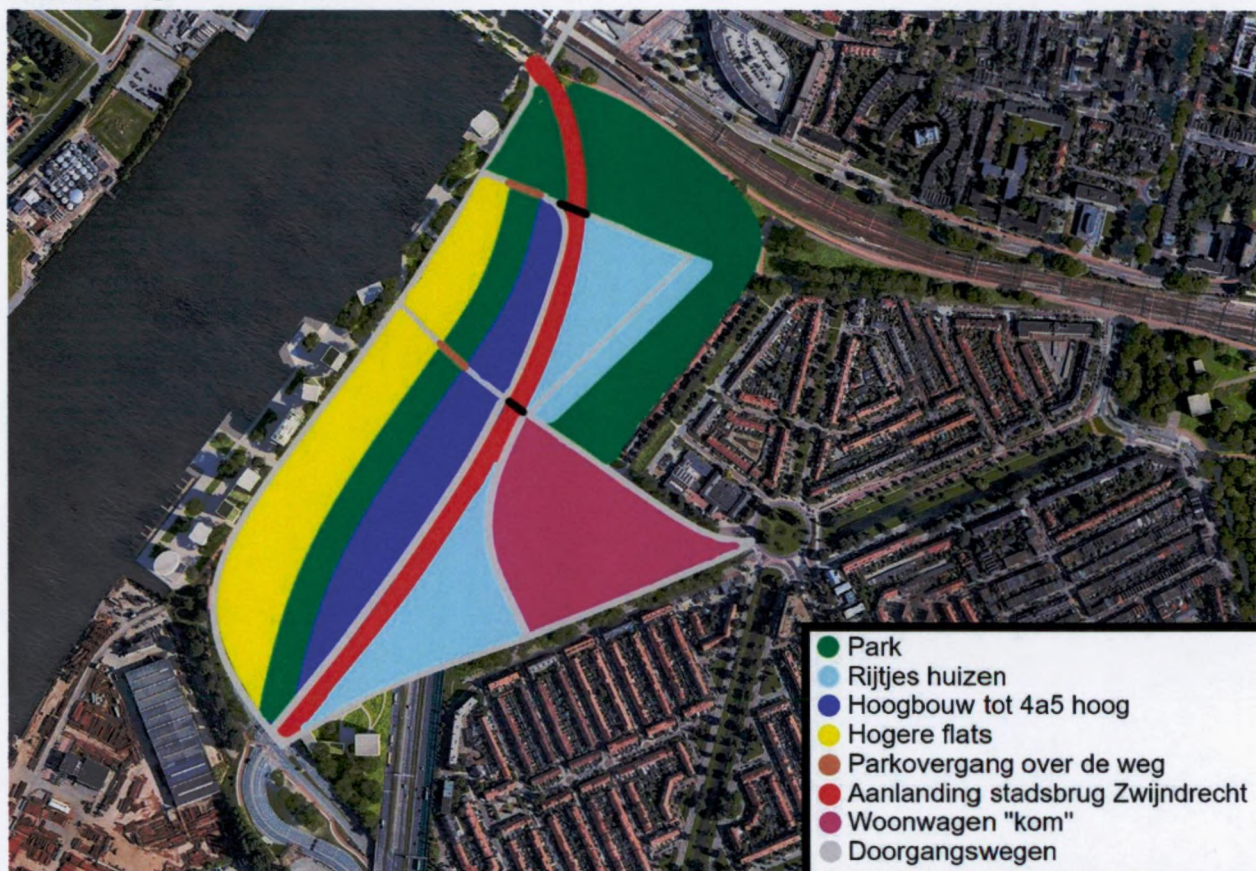 Park
Rijtjes huizen
Hoogbouw tot 4a5 hoog
Hogere flats
Parkovergang over de weg
Aanlanding stadsbrug Zwijndrecht
Woonwagen "kom"
Doorgangswegen